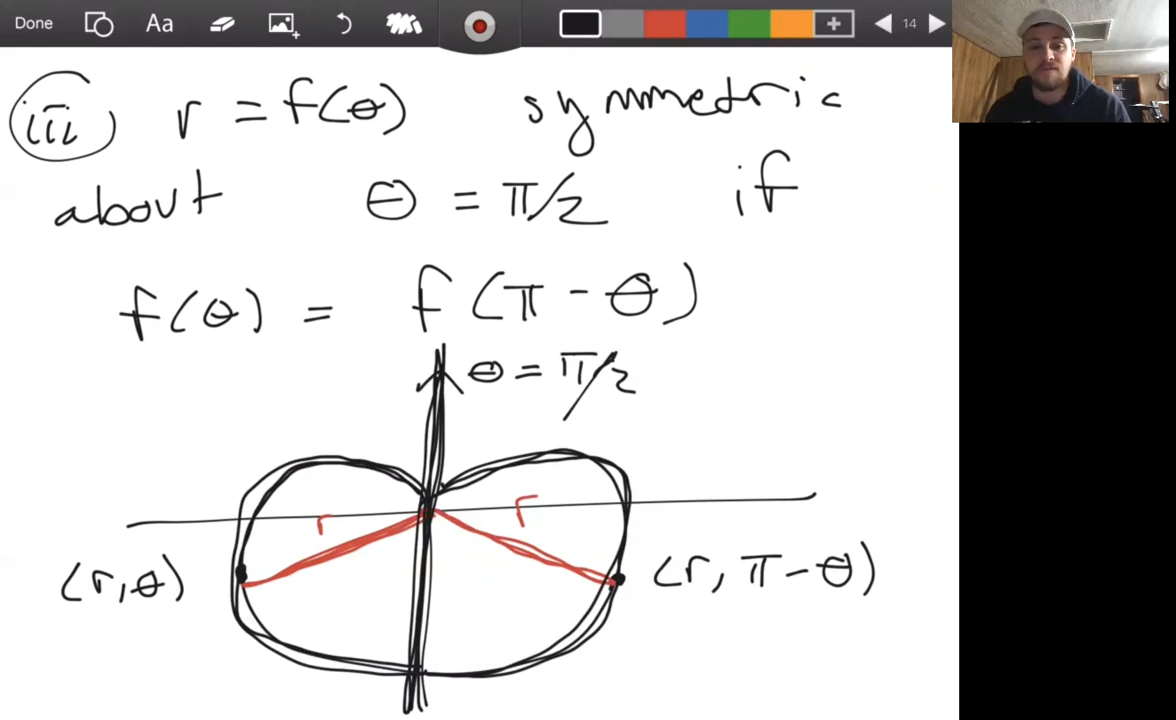 Done
Aa
14
iii r = f(θ) symmetric
about θ = π/2 if
f(θ) = f(π - θ)
θ = π/2
r r
(r, θ) (r, π - θ)